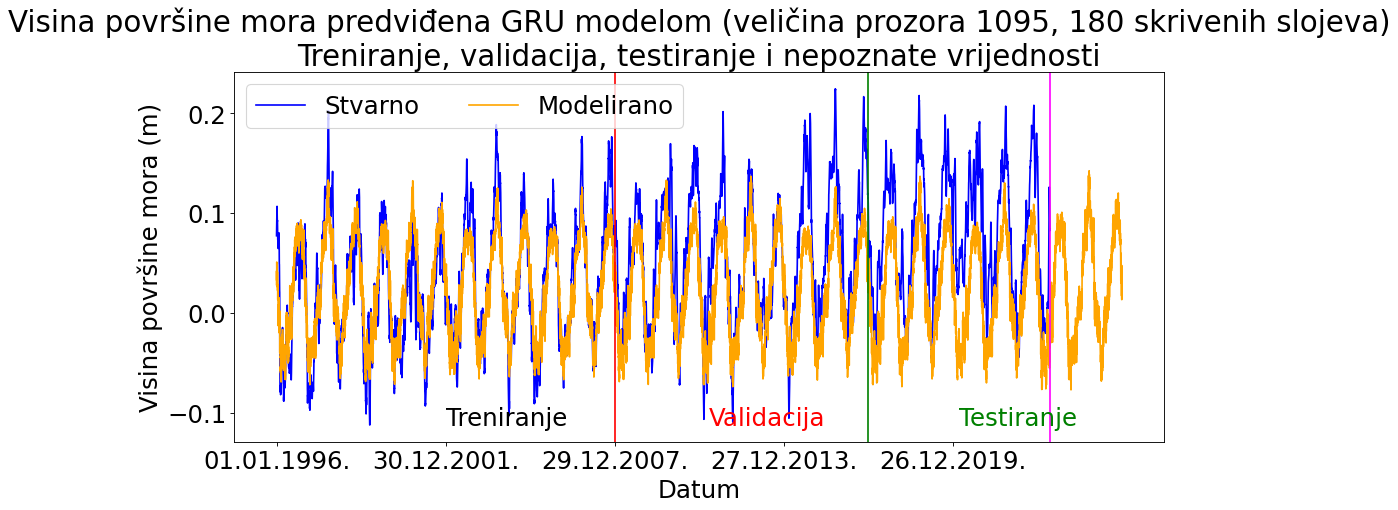 Visina površine mora predviđena GRU modelom (veličina prozora 1095, 180 skrivenih slojeva)
Treniranje, validacija, testiranje i nepoznate vrijednosti
Stvarno
Modelirano
Visina površine mora (m)
0.2
0.1
0.0
−0.1
Treniranje
Validacija
Testiranje
01.01.1996.
30.12.2001.
29.12.2007.
27.12.2013.
26.12.2019.
Datum